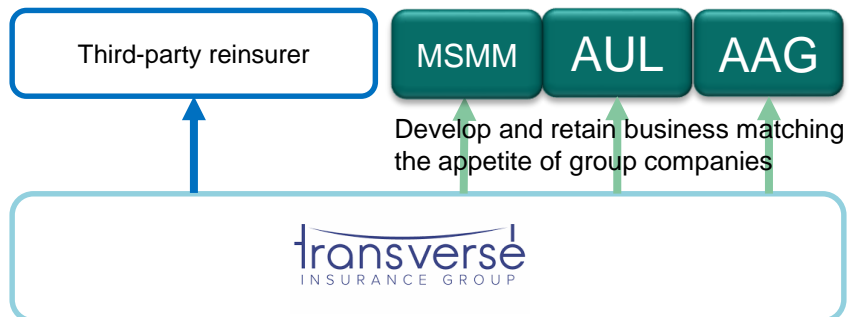 Third-party reinsurer
MSMM
AUL
AAG
Develop and retain business matching
the appetite of group companies
transverse
INSURANCE GROUP